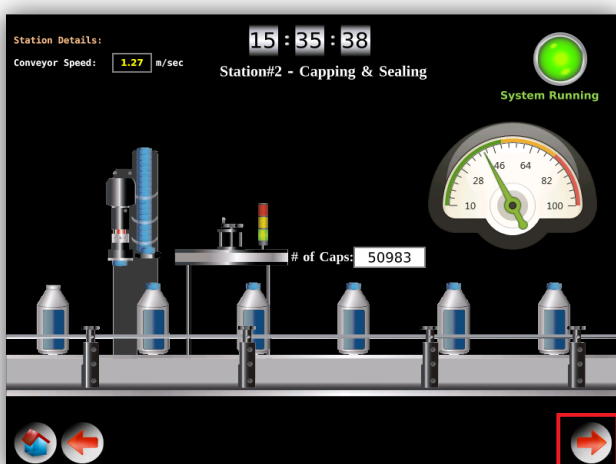 15 : 35 : 38
Station Details:
Conveyor Speed: 1.27 m/sec
Station#2 - Capping & Sealing
System Running
10
28
46
64
82
100
# of Caps: 50983